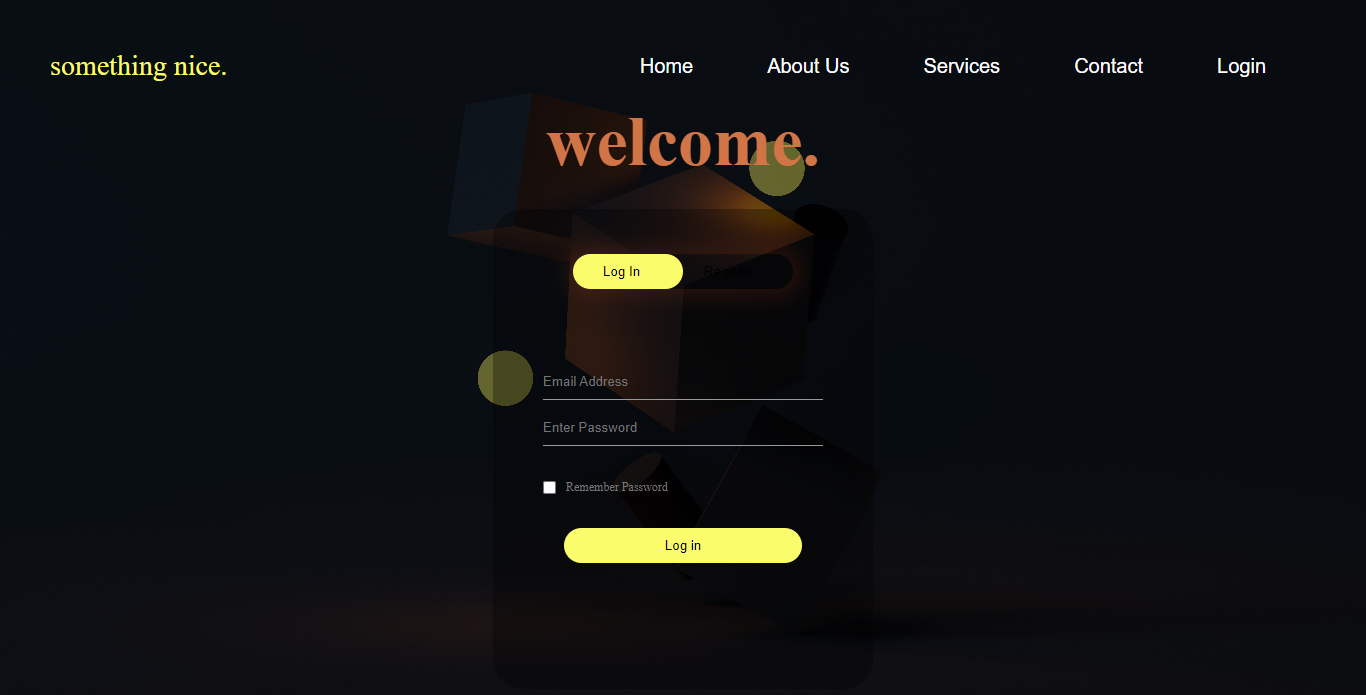 something nice.
Home About Us Services Contact Login
welcome.
Log In Register
Email Address
Enter Password
Remember Password
Log in